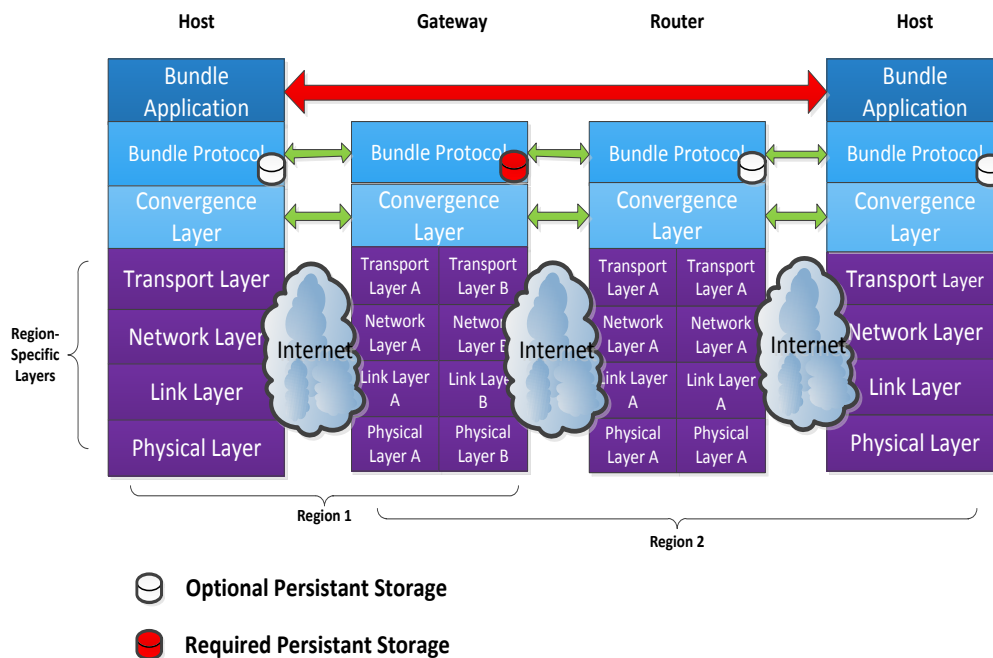 Host
Gateway
Router
Host
Bundle
Application
Bundle
Application
Bundle Protocol
Bundle Protocol
Bundle Protocol
Bundle Protocol
Convergence
Layer
Convergence
Layer
Convergence
Layer
Convergence
Layer
Region-
Specific
Layers
Transport Layer
Network Layer
Link Layer
Physical Layer
Internet
Transport
Layer A
Transport
Layer B
Network
Layer A
Network
Layer B
Link Layer
A
Link Layer
B
Physical
Layer A
Physical
Layer B
Internet
Transport
Layer A
Transport
Layer A
Network
Layer A
Network
Layer A
Link Layer
A
Link Layer
A
Physical
Layer A
Physical
Layer A
Internet
Transport Layer
Network Layer
Link Layer
Physical Layer
Region 1
Region 2
Optional Persistant Storage
Required Persistant Storage